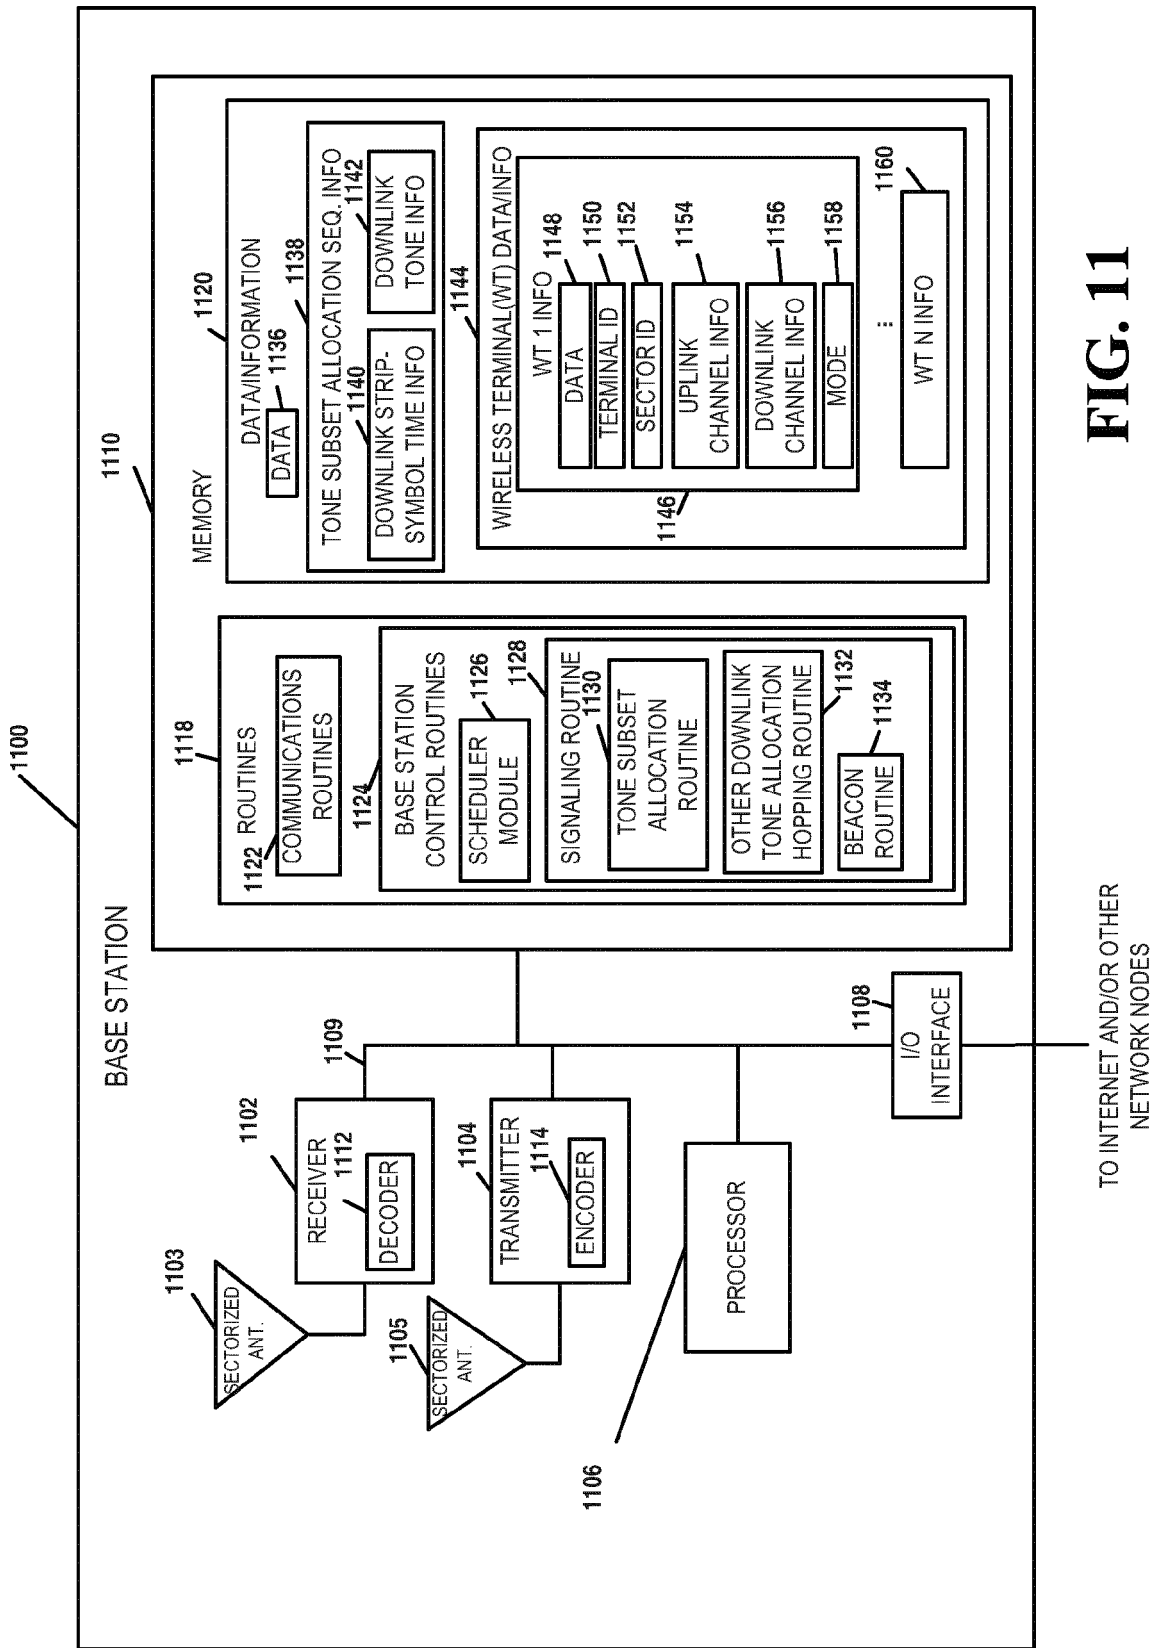 1100
BASE STATION
1103
SECTORIZED
ANT.
1102
RECEIVER
1112
DECODER
1109
1105
SECTORIZED
ANT.
1104
TRANSMITTER
1114
ENCODER
1106
PROCESSOR
1108
I/O
INTERFACE
TO INTERNET AND/OR OTHER
NETWORK NODES
1110
MEMORY
1118
ROUTINES
1122
COMMUNICATIONS
ROUTINES
1124
BASE STATION
CONTROL ROUTINES
1126
SCHEDULER
MODULE
1128
SIGNALING ROUTINE
1130
TONE SUBSET
ALLOCATION
ROUTINE
OTHER DOWNLINK
TONE ALLOCATION
HOPPING ROUTINE
1132
1134
BEACON
ROUTINE
1120
DATA/INFORMATION
1136
DATA
1138
TONE SUBSET ALLOCATION SEQ. INFO
1140
DOWNLINK STRIP-
SYMBOL TIME INFO
1142
DOWNLINK
TONE INFO
1144
WIRELESS TERMINAL(WT) DATA/INFO
1146
WT 1 INFO
1148
DATA
1150
TERMINAL ID
1152
SECTOR ID
1154
UPLINK
CHANNEL INFO
1156
DOWNLINK
CHANNEL INFO
1158
MODE
...
1160
WT N INFO
FIG. 11